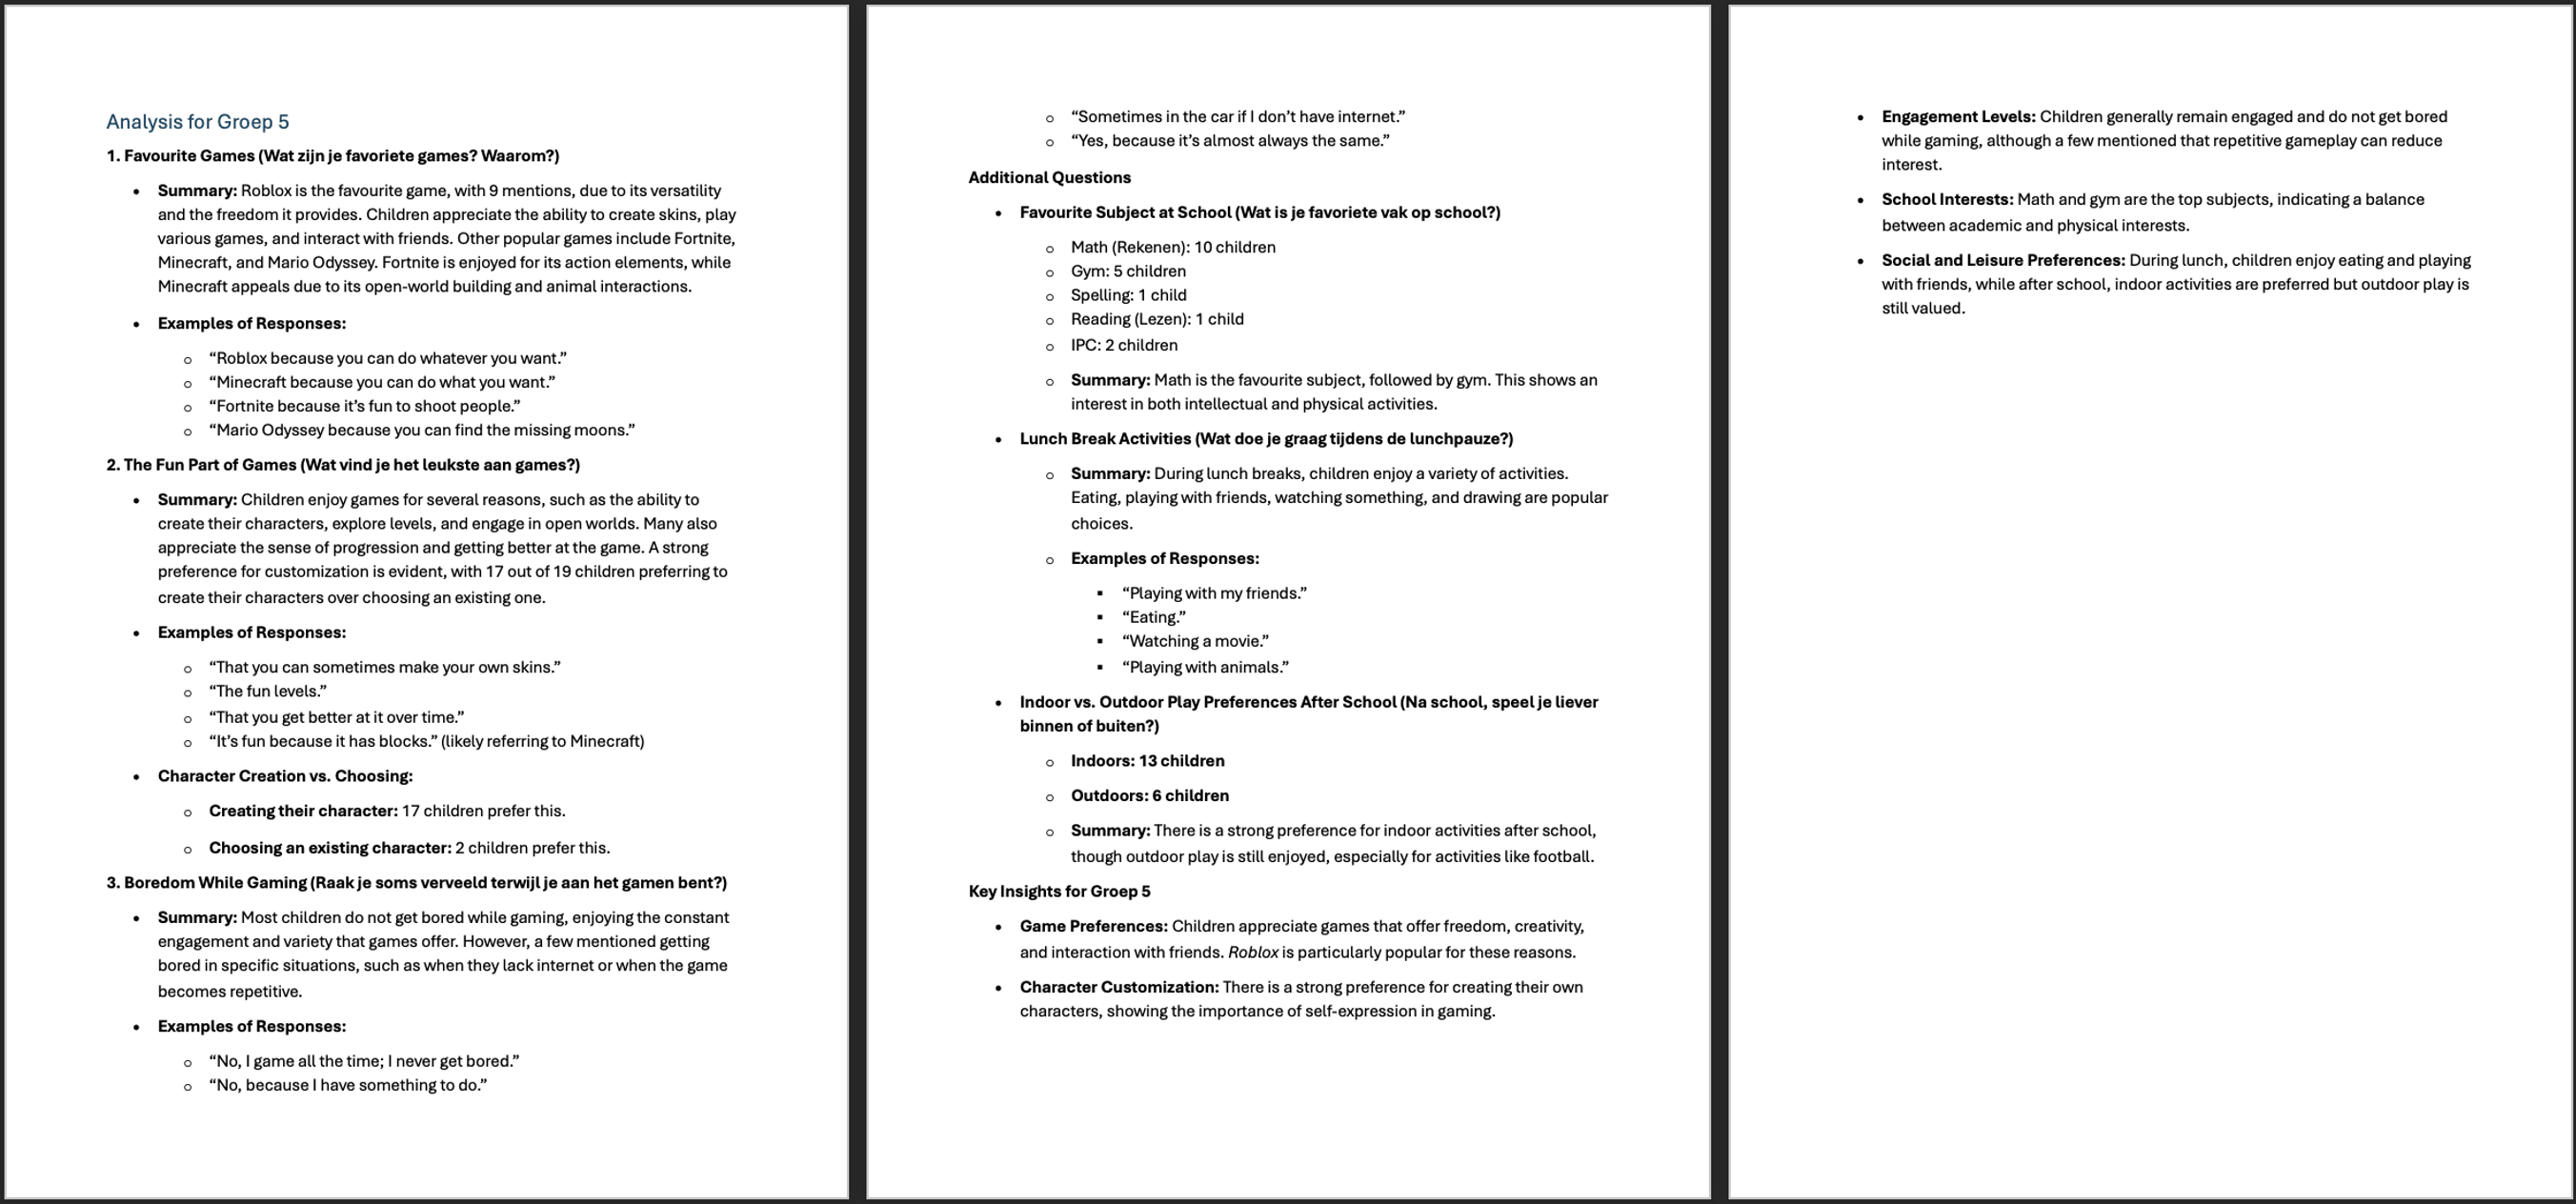 Analysis for Groep 5
1. Favourite Games (Wat zijn je favoriete games? Waarom?)
• Summary: Roblox is the favourite game, with 9 mentions, due to its versatility
and the freedom it provides. Children appreciate the ability to create skins, play
various games, and interact with friends. Other popular games include Fortnite,
Minecraft, and Mario Odyssey. Fortnite is enjoyed for its action elements, while
Minecraft appeals due to its open-world building and animal interactions.
• Examples of Responses:
o “Roblox because you can do whatever you want.”
o “Minecraft because you can do what you want.”
o “Fortnite because it’s fun to shoot people.”
o “Mario Odyssey because you can find the missing moons.”
2. The Fun Part of Games (Wat vind je het leukste aan games?)
• Summary: Children enjoy games for several reasons, such as the ability to
create their characters, explore levels, and engage in open worlds. Many also
appreciate the sense of progression and getting better at the game. A strong
preference for customization is evident, with 17 out of 19 children preferring to
create their characters over choosing an existing one.
• Examples of Responses:
o “That you can sometimes make your own skins.”
o “The fun levels.”
o “That you get better at it over time.”
o “It’s fun because it has blocks.” (likely referring to Minecraft)
• Character Creation vs. Choosing:
o Creating their character: 17 children prefer this.
o Choosing an existing character: 2 children prefer this.
3. Boredom While Gaming (Raak je soms verveeld terwijl je aan het gamen bent?)
• Summary: Most children do not get bored while gaming, enjoying the constant
engagement and variety that games offer. However, a few mentioned getting
bored in specific situations, such as when they lack internet or when the game
becomes repetitive.
• Examples of Responses:
o “No, I game all the time; I never get bored.”
o “No, because I have something to do.”
o “Sometimes in the car if I don’t have internet.”
o “Yes, because it’s almost always the same.”
Additional Questions
• Favourite Subject at School (Wat is je favoriete vak op school?)
o Math (Rekenen): 10 children
o Gym: 5 children
o Spelling: 1 child
o Reading (Lezen): 1 child
o IPC: 2 children
o Summary: Math is the favourite subject, followed by gym. This shows an
interest in both intellectual and physical activities.
• Lunch Break Activities (Wat doe je graag tijdens de lunchpauze?)
o Summary: During lunch breaks, children enjoy a variety of activities.
Eating, playing with friends, watching something, and drawing are popular
choices.
o Examples of Responses:
▪ “Playing with my friends.”
▪ “Eating.”
▪ “Watching a movie.”
▪ “Playing with animals.”
• Indoor vs. Outdoor Play Preferences After School (Na school, speel je liever
binnen of buiten?)
o Indoors: 13 children
o Outdoors: 6 children
o Summary: There is a strong preference for indoor activities after school,
though outdoor play is still enjoyed, especially for activities like football.
Key Insights for Groep 5
• Game Preferences: Children appreciate games that offer freedom, creativity,
and interaction with friends. Roblox is particularly popular for these reasons.
• Character Customization: There is a strong preference for creating their own
characters, showing the importance of self-expression in gaming.
• Engagement Levels: Children generally remain engaged and do not get bored
while gaming, although a few mentioned that repetitive gameplay can reduce
interest.
• School Interests: Math and gym are the top subjects, indicating a balance
between academic and physical interests.
• Social and Leisure Preferences: During lunch, children enjoy eating and playing
with friends, while after school, indoor activities are preferred but outdoor play is
still valued.